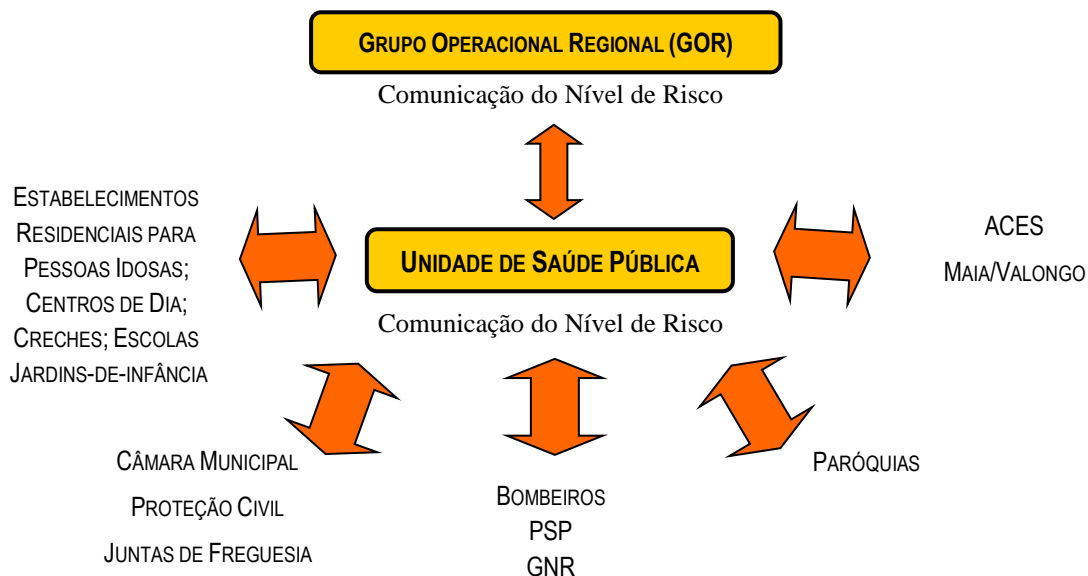 GRUPO OPERACIONAL REGIONAL (GOR)
Comunicação do Nível de Risco
ESTABELECIMENTOS
RESIDENCIAIS PARA
PESSOAS IDOSAS;
CENTROS DE DIA;
CRECHES; ESCOLAS
JARDINS-DE-INFÂNCIA
UNIDADE DE SAÚDE PÚBLICA
Comunicação do Nível de Risco
ACES
MAIA/VALONGO
CÂMARA MUNICIPAL
PROTEÇÃO CIVIL
JUNTAS DE FREGUESIA
BOMBEIROS
PSP
GNR
PARÓQUIAS